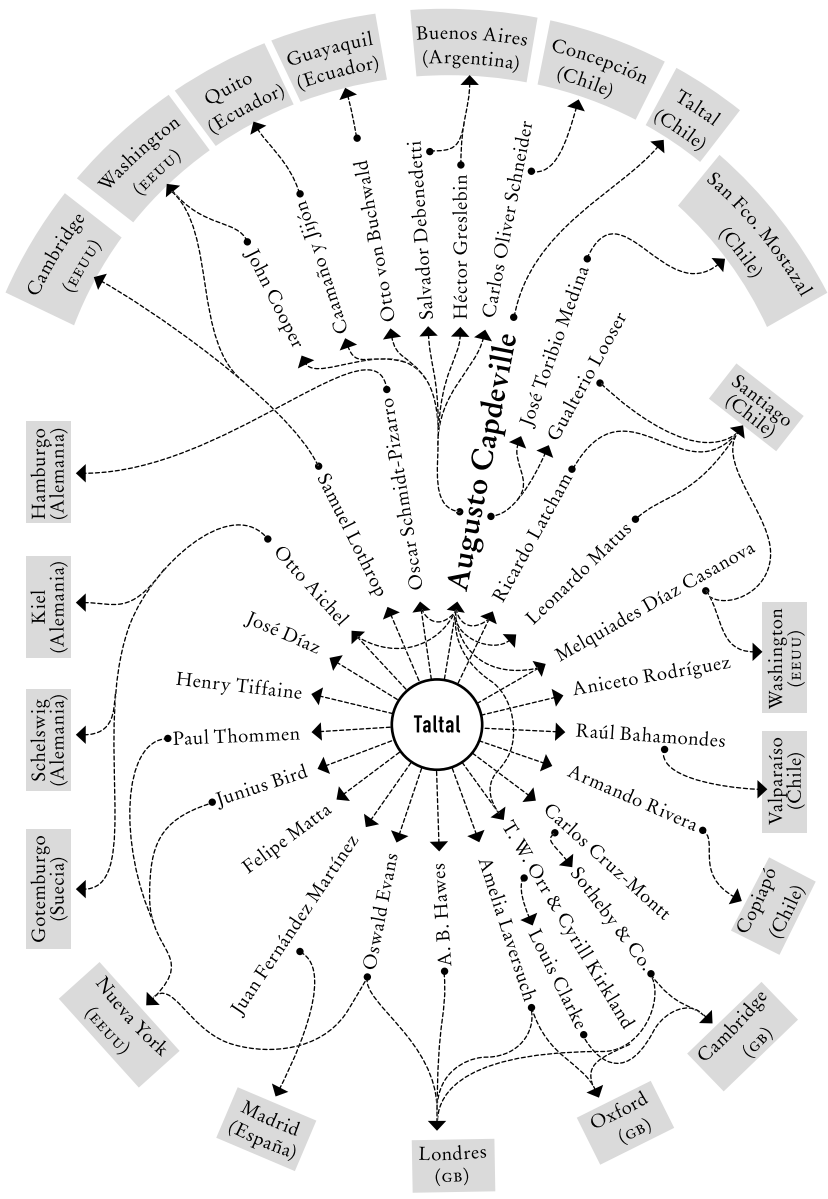 Cambridge
(EEUU)
Washington
(EEUU)
Quito
(Ecuador)
Guayaquil
(Ecuador)
Buenos Aires
(Argentina)
Concepción
(Chile)
Taltal
(Chile)
San Fco. Mostazal
(Chile)
John Cooper
Caamaño y Jijón
Otto von Buchwald
Salvador Debenedetti
Héctor Greslebin
Carlos Oliver Schneider
Augusto Capdeville
José Toribio Medina
Gualterio Looser
Santiago
(Chile)
Hamburgo
(Alemania)
Samuel Lothrop
Oscar Schmidt-Pizarro
Ricardo Latcham
Leonardo Matus
Melquiades Díaz Casanova
Washington
(EEUU)
Kiel
(Alemania)
Otto Aichel
José Díaz
Henry Tiffaine
Paul Thommen
Taltal
Aniceto Rodríguez
Raúl Bahamondes
Armando Rivera
Valparaíso
(Chile)
Schelswig
(Alemania)
Junius Bird
Felipe Matta
Juan Fernández Martínez
Oswald Evans
A. B. Hawes
Amelia Laversuch
T. W. Orr & Cyrill Kirkland
Louis Clarke
Carlos Cruz-Montt
Sotheby & Co.
Copiapó
(Chile)
Gotemburgo
(Suecia)
Nueva York
(EEUU)
Madrid
(España)
Londres
(GB)
Oxford
(GB)
Cambridge
(GB)